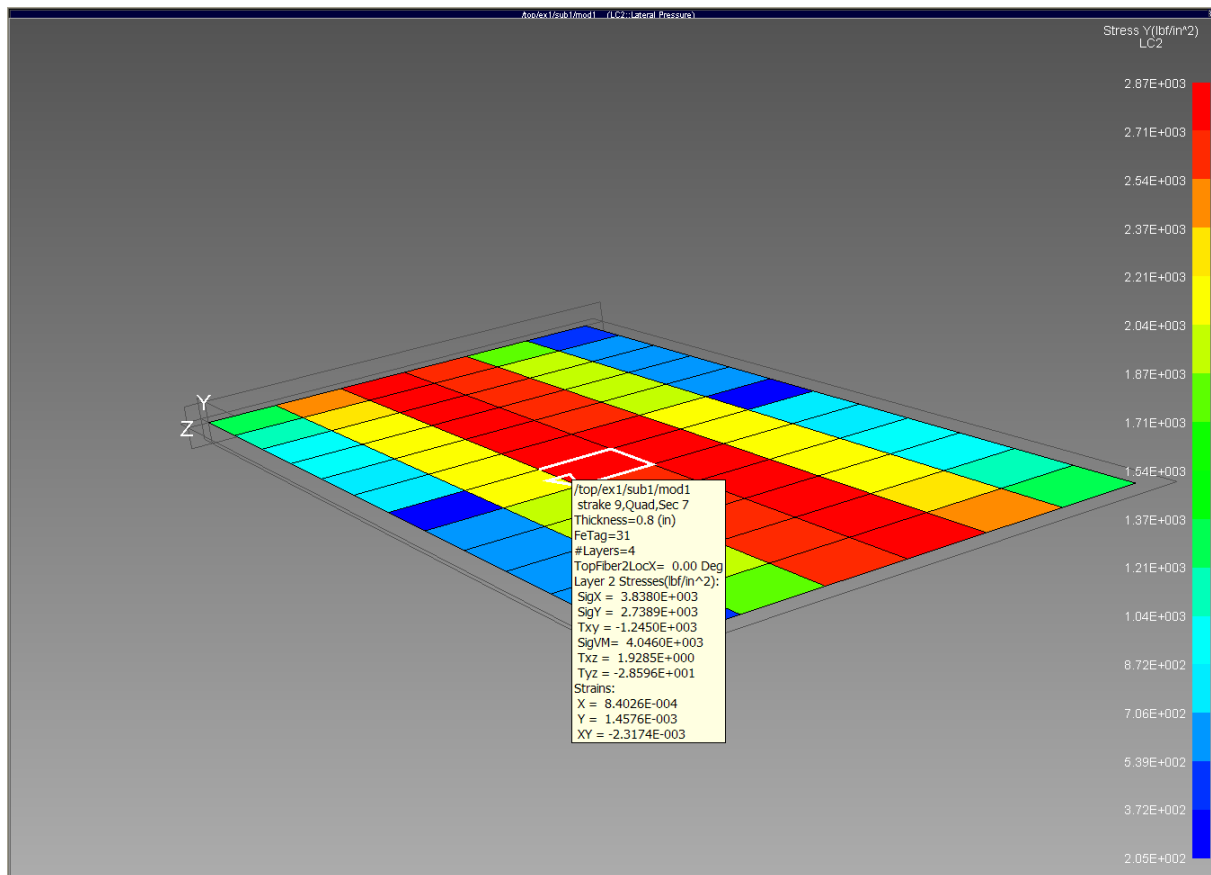 /top/ex1/sub1/mod1 (LC2::Lateral Pressure)
Stress Y(lbf/in^2)
LC2
2.87E+003
2.71E+003
2.54E+003
2.37E+003
2.21E+003
2.04E+003
1.87E+003
1.71E+003
1.54E+003
1.37E+003
1.21E+003
1.04E+003
8.72E+002
7.06E+002
5.39E+002
3.72E+002
2.05E+002
Y
Z
/top/ex1/sub1/mod1
strake 9,Quad,Sec 7
Thickness=0.8 (in)
FeTag=31
#Layers=4
TopFiber2LocX= 0.00 Deg
Layer 2 Stresses(lbf/in^2):
SigX = 3.8380E+003
SigY = 2.7389E+003
Txy = -1.2450E+003
SigVM= 4.0460E+003
Txz = 1.9285E+000
Tyz = -2.8596E+001
Strains:
X = 8.4026E-004
Y = 1.4576E-003
XY = -2.3174E-003